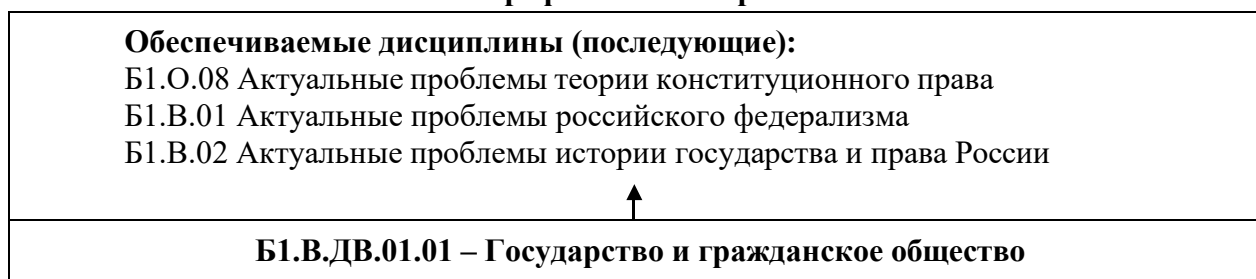 Обеспечиваемые дисциплины (последующие):
Б1.О.08 Актуальные проблемы теории конституционного права
Б1.В.01 Актуальные проблемы российского федерализма
Б1.В.02 Актуальные проблемы истории государства и права России
Б1.В.ДВ.01.01 – Государство и гражданское общество